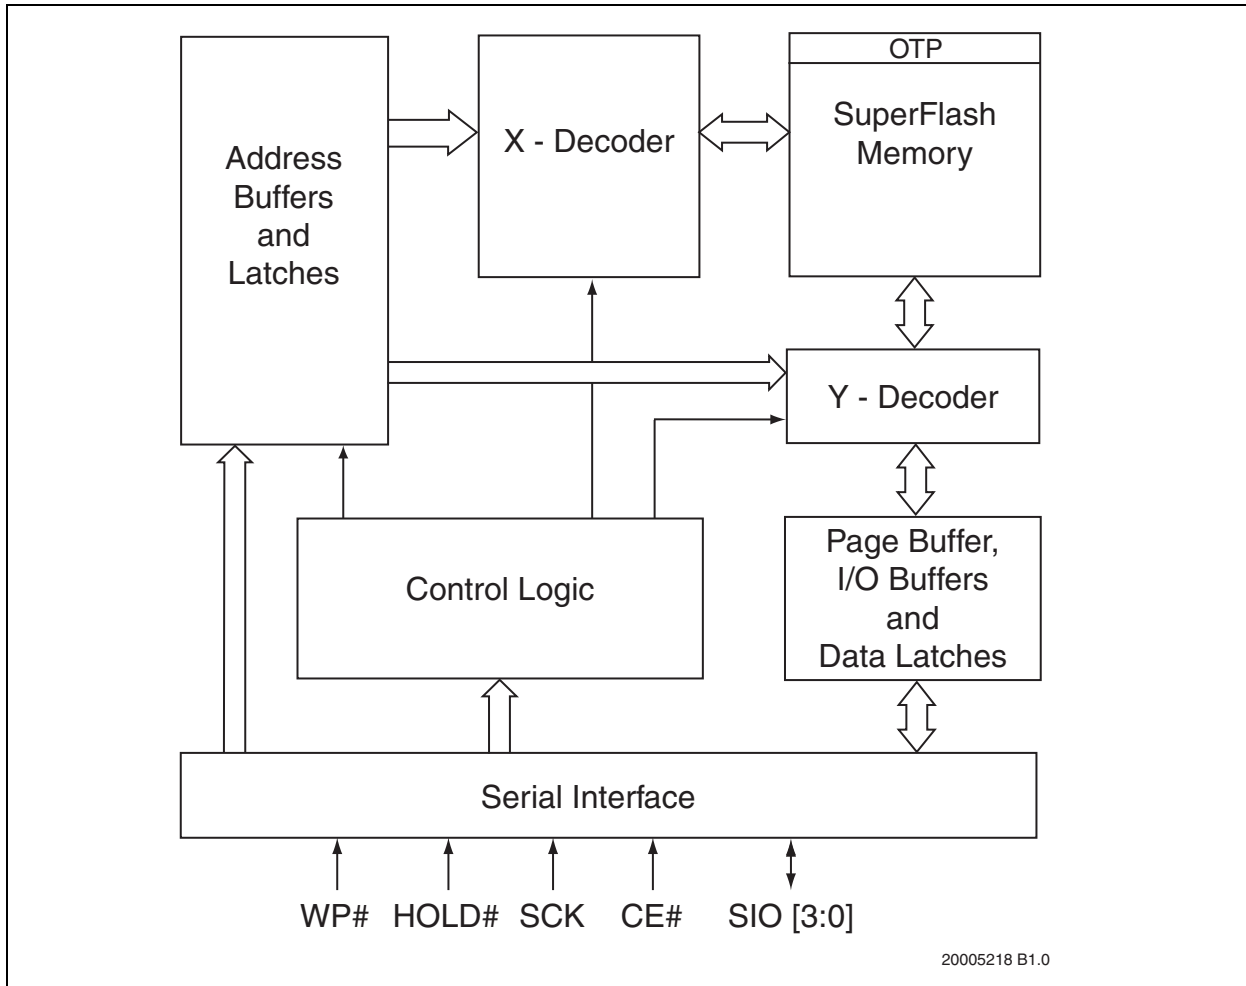 OTP
SuperFlash
Memory
X - Decoder
Address
Buffers
and
Latches
Y - Decoder
Page Buffer,
I/O Buffers
and
Data Latches
Control Logic
Serial Interface
WP# HOLD# SCK CE# SIO [3:0]
20005218 B1.0